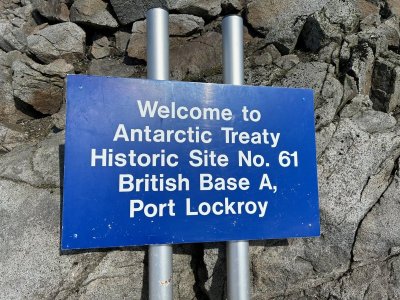 Welcome to
Antarctic Treaty
Historic Site No. 61
British Base A,
Port Lockroy